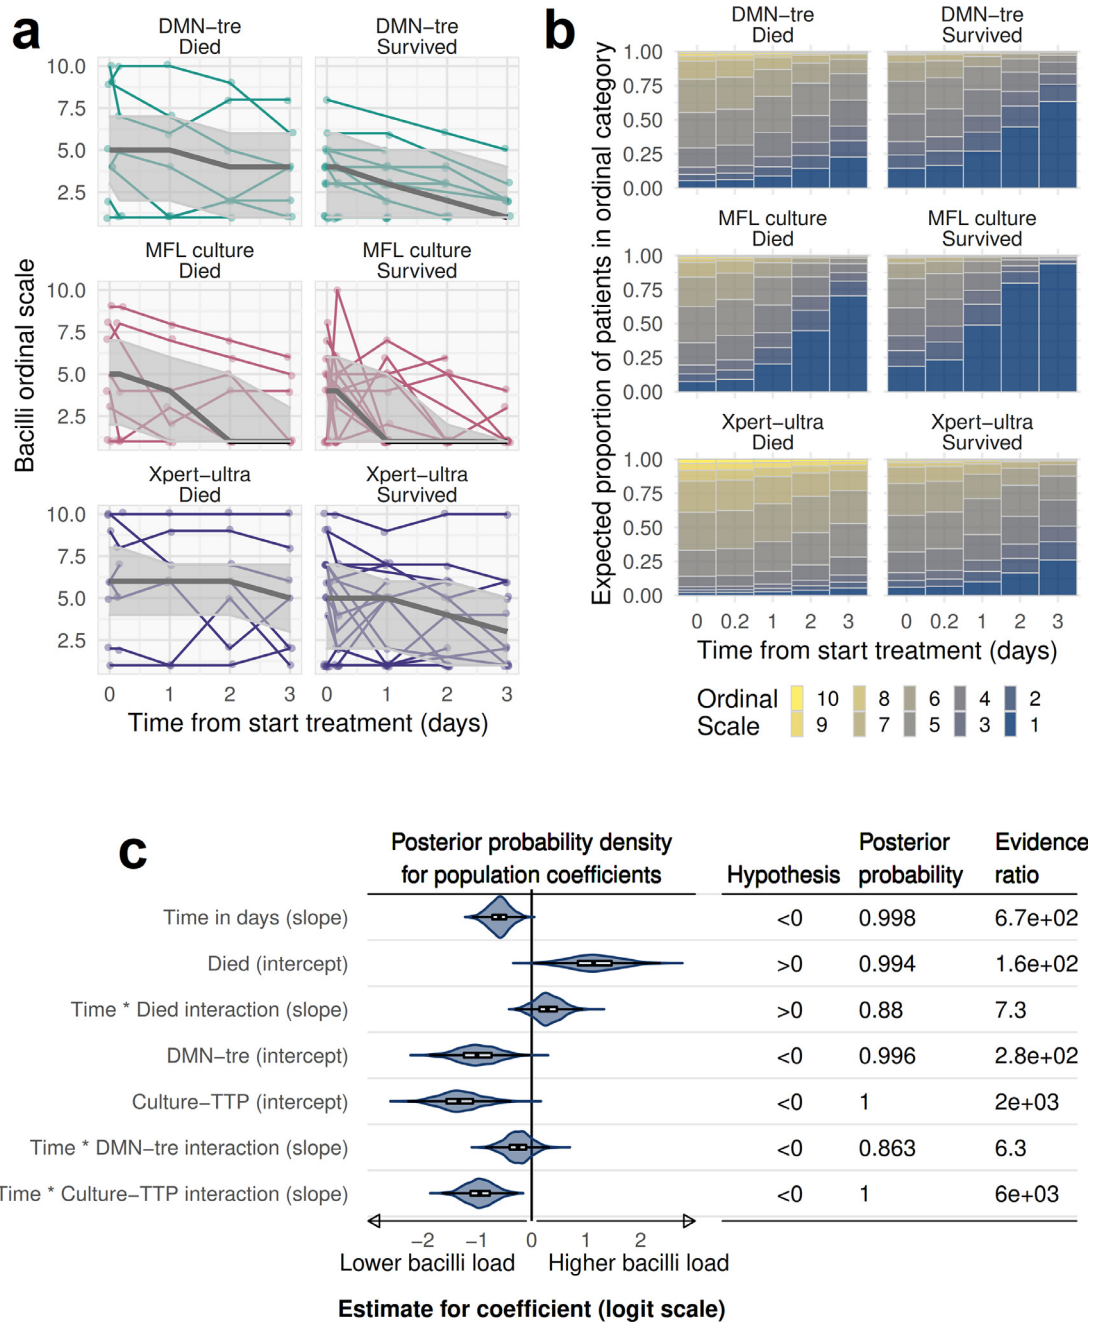 a
DMN-tre
Died
DMN-tre
Survived
10.0
7.5
5.0
2.5
MFL culture
Died
MFL culture
Survived
10.0
7.5
5.0
2.5
Xpert-ultra
Died
Xpert-ultra
Survived
10.0
7.5
5.0
2.5
0 1 2 3 0 1 2 3
Bacilli ordinal scale
Time from start treatment (days)
b
DMN-tre
Died
DMN-tre
Survived
1.00
0.75
0.50
0.25
0.00
MFL culture
Died
MFL culture
Survived
1.00
0.75
0.50
0.25
0.00
Xpert-ultra
Died
Xpert-ultra
Survived
1.00
0.75
0.50
0.25
0.00
0 0.2 1 2 3 0 0.2 1 2 3
Expected proportion of patients in ordinal category
Time from start treatment (days)
Ordinal
Scale
10 8 6 4 2
9 7 5 3 1
c
Posterior probability density
for population coefficients
Hypothesis
Posterior
probability
Evidence
ratio
Time in days (slope) <0 0.998 6.7e+02
Died (intercept) >0 0.994 1.6e+02
Time * Died interaction (slope) >0 0.88 7.3
DMN-tre (intercept) <0 0.996 2.8e+02
Culture-TTP (intercept) <0 1 2e+03
Time * DMN-tre interaction (slope) <0 0.863 6.3
Time * Culture-TTP interaction (slope) <0 1 6e+03
-2 -1 0 1 2
Lower bacilli load Higher bacilli load
Estimate for coefficient (logit scale)